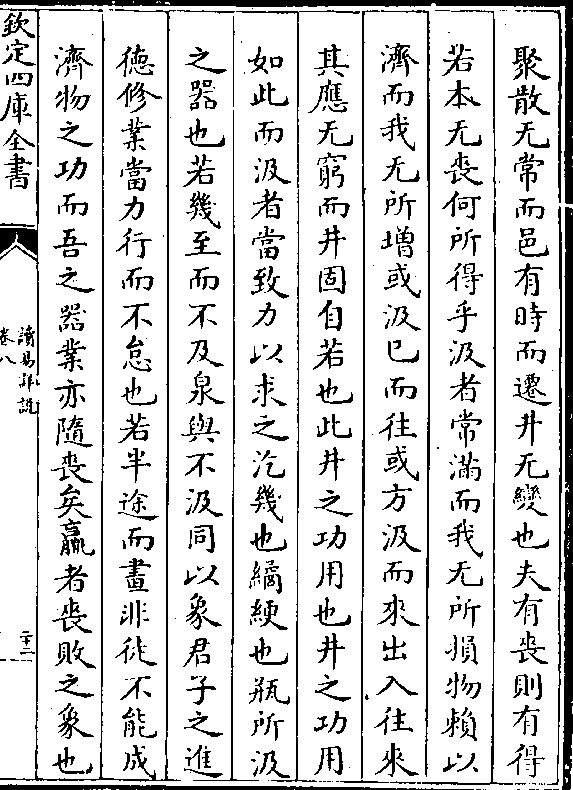 聚散无常而邑有時而遷井无變也夫有喪則有得
若本无喪何所得乎汲者常滿而我无所損物賴以
濟而我无所增或汲已而往或方汲而來出入往來
其應无窮而井固自若也此井之功用也井之功用
如此而汲者當致力以求之汔幾也繘綆也瓶所汲
之器也若幾至而不及泉與不汲同以象君子之進
德修業當力行而不怠也若半途而畫非徒不能成
濟物之功而吾之器業亦隨喪矣羸者喪敗之象也
欽定四庫全書
讀易詳說
卷八
二十二